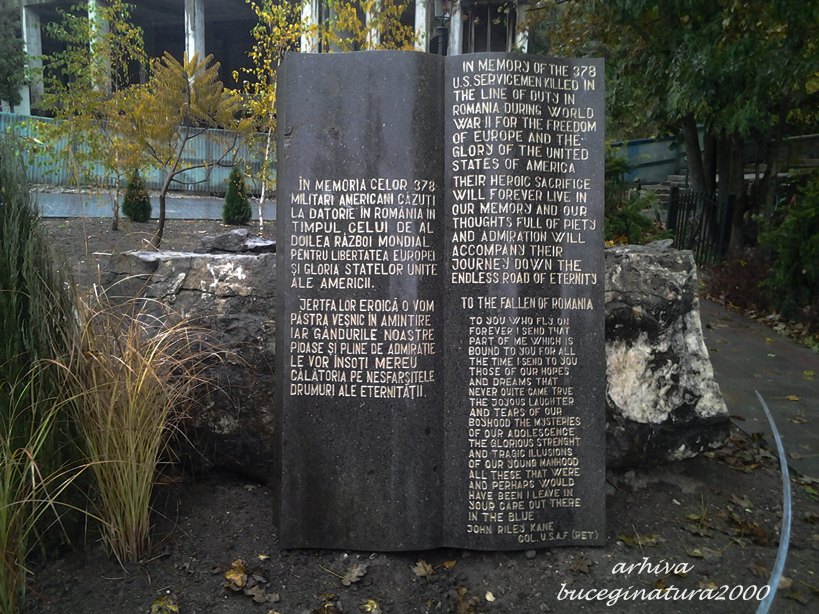 ÎN MEMORIA CELOR 378
MILITARI AMERICANI CĂZUȚI
LA DATORIE ÎN ROMÂNIA ÎN
TIMPUL CELUI DE AL
DOILEA RĂZBOI MONDIAL
PENTRU LIBERTATEA EUROPEI
ȘI GLORIA STATELOR UNITE
ALE AMERICII.
JERTFA LOR EROICĂ O VOM
PĂSTRA VEȘNIC ÎN AMINTIRE
IAR GÂNDURILE NOASTRE
PIOASE ȘI PLINE DE ADMIRAȚIE
LE VOR ÎNSOȚI MEREU
CĂLĂTORIA PE NESFARȘITELE
DRUMURI ALE ETERNITĂȚII.
IN MEMORY OF THE 378
U.S. SERVICEMEN KILLED IN
THE LINE OF DUTY IN
ROMANIA DURING WORLD
WAR II FOR THE FREEDOM
OF EUROPE AND THE
GLORY OF THE UNITED
STATES OF AMERICA
THEIR HEROIC SACRIFICE
WILL FOREVER LIVE IN
OUR MEMORY AND OUR
THOUGHTS FULL OF PIETY
AND ADMIRATION WILL
ACCOMPANY THEIR
JOURNEY DOWN THE
ENDLESS ROAD OF ETERNITY
TO THE FALLEN OF ROMANIA
TO YOU WHO FLY ON
FOREVER I SEND THAT
PART OF ME WHICH IS
BOUND TO YOU FOR ALL
THE TIME. I SEND TO YOU
THOSE OF OUR HOPES
AND DREAMS THAT
NEVER QUITE CAME TRUE
THE JOYOUS LAUGHTER
AND TEARS OF OUR
BOYHOOD THE MYSTERIES
OF OUR ADOLESCENCE
THE GLORIOUS STRENGHT
AND TRAGIC ILLUSIONS
OF OUR YOUNG MANHOOD
ALL THESE THAT WERE
AND PERHAPS WOULD
HAVE BEEN I LEAVE IN
YOUR CARE OUT THERE
IN THE BLUE
JOHN RILEY KANE
COL. U.S.A.F (RET)
arhiva
buceginatura2000